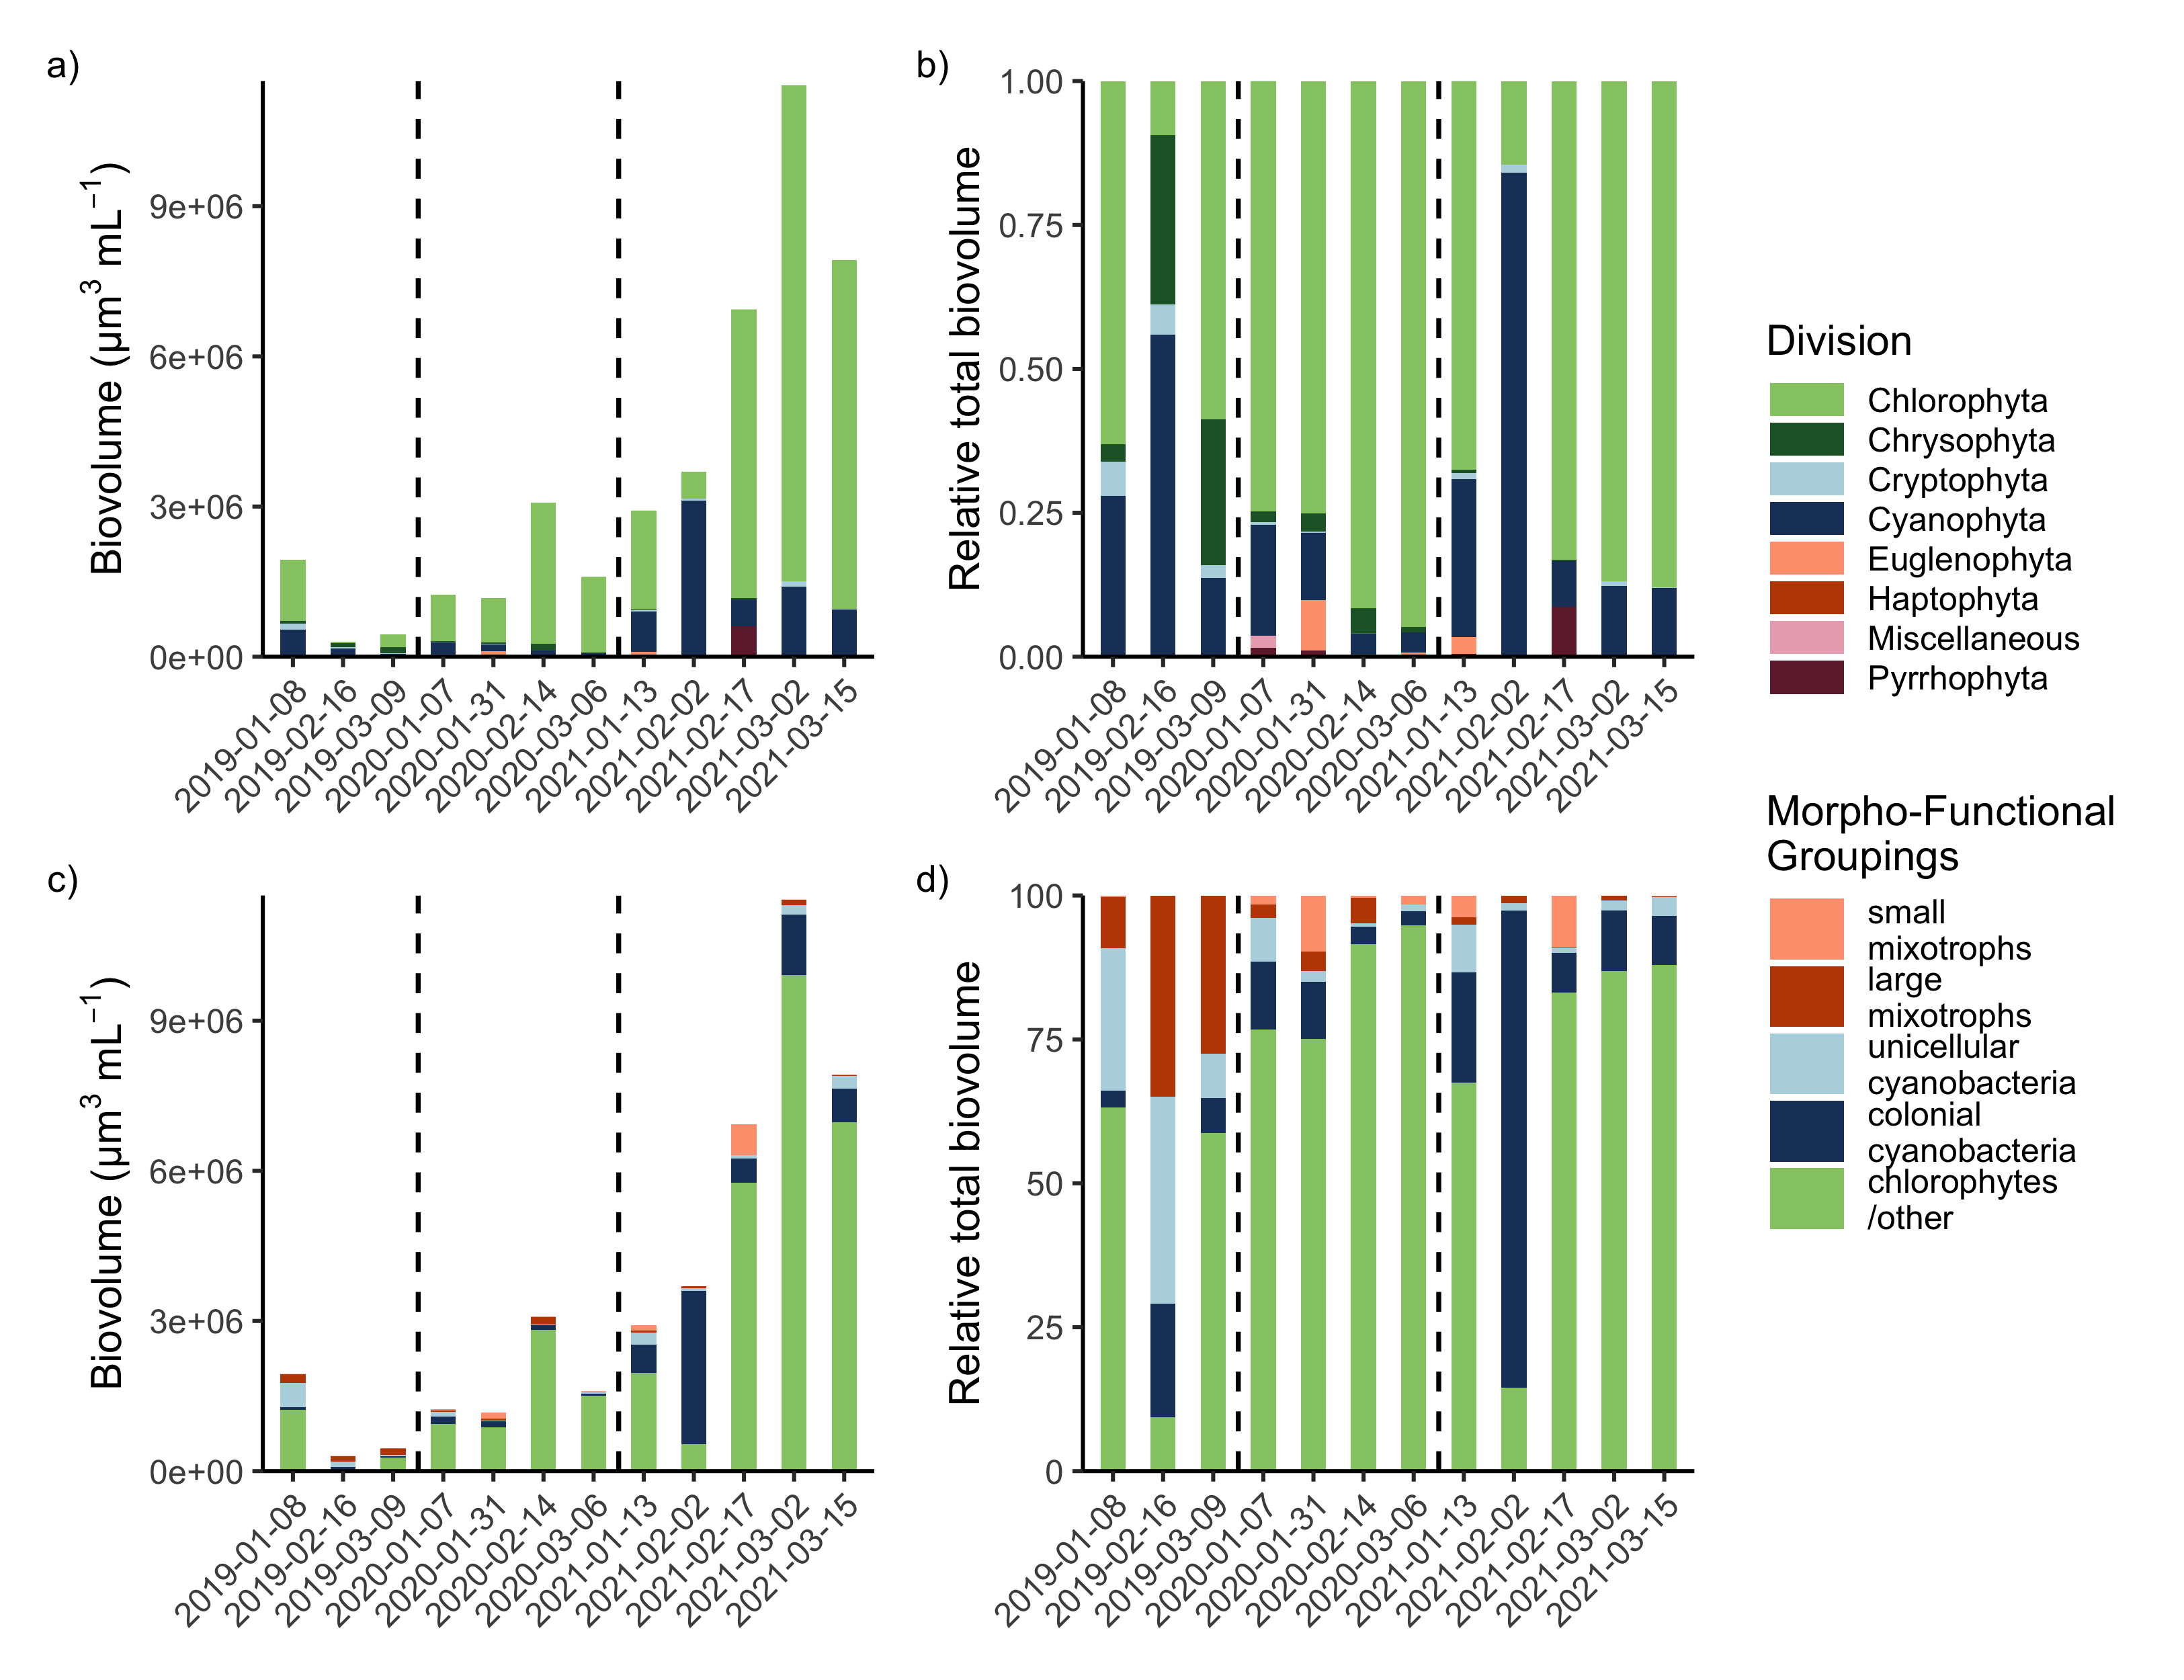 a)
Biovolume (µm³ mL⁻¹)
9e+06
6e+06
3e+06
0e+00
2019-01-08
2019-02-16
2019-03-09
2020-01-07
2020-01-31
2020-02-14
2020-03-06
2021-01-13
2021-02-02
2021-02-17
2021-03-02
2021-03-15
b)
Relative total biovolume
1.00
0.75
0.50
0.25
0.00
2019-01-08
2019-02-16
2019-03-09
2020-01-07
2020-01-31
2020-02-14
2020-03-06
2021-01-13
2021-02-02
2021-02-17
2021-03-02
2021-03-15
Division
Chlorophyta
Chrysophyta
Cryptophyta
Cyanophyta
Euglenophyta
Haptophyta
Miscellaneous
Pyrrhophyta
Morpho-Functional
Groupings
small
mixotrophs
large
mixotrophs
unicellular
cyanobacteria
colonial
cyanobacteria
chlorophytes
/other
c)
Biovolume (µm³ mL⁻¹)
9e+06
6e+06
3e+06
0e+00
2019-01-08
2019-02-16
2019-03-09
2020-01-07
2020-01-31
2020-02-14
2020-03-06
2021-01-13
2021-02-02
2021-02-17
2021-03-02
2021-03-15
d)
Relative total biovolume
100
75
50
25
0
2019-01-08
2019-02-16
2019-03-09
2020-01-07
2020-01-31
2020-02-14
2020-03-06
2021-01-13
2021-02-02
2021-02-17
2021-03-02
2021-03-15